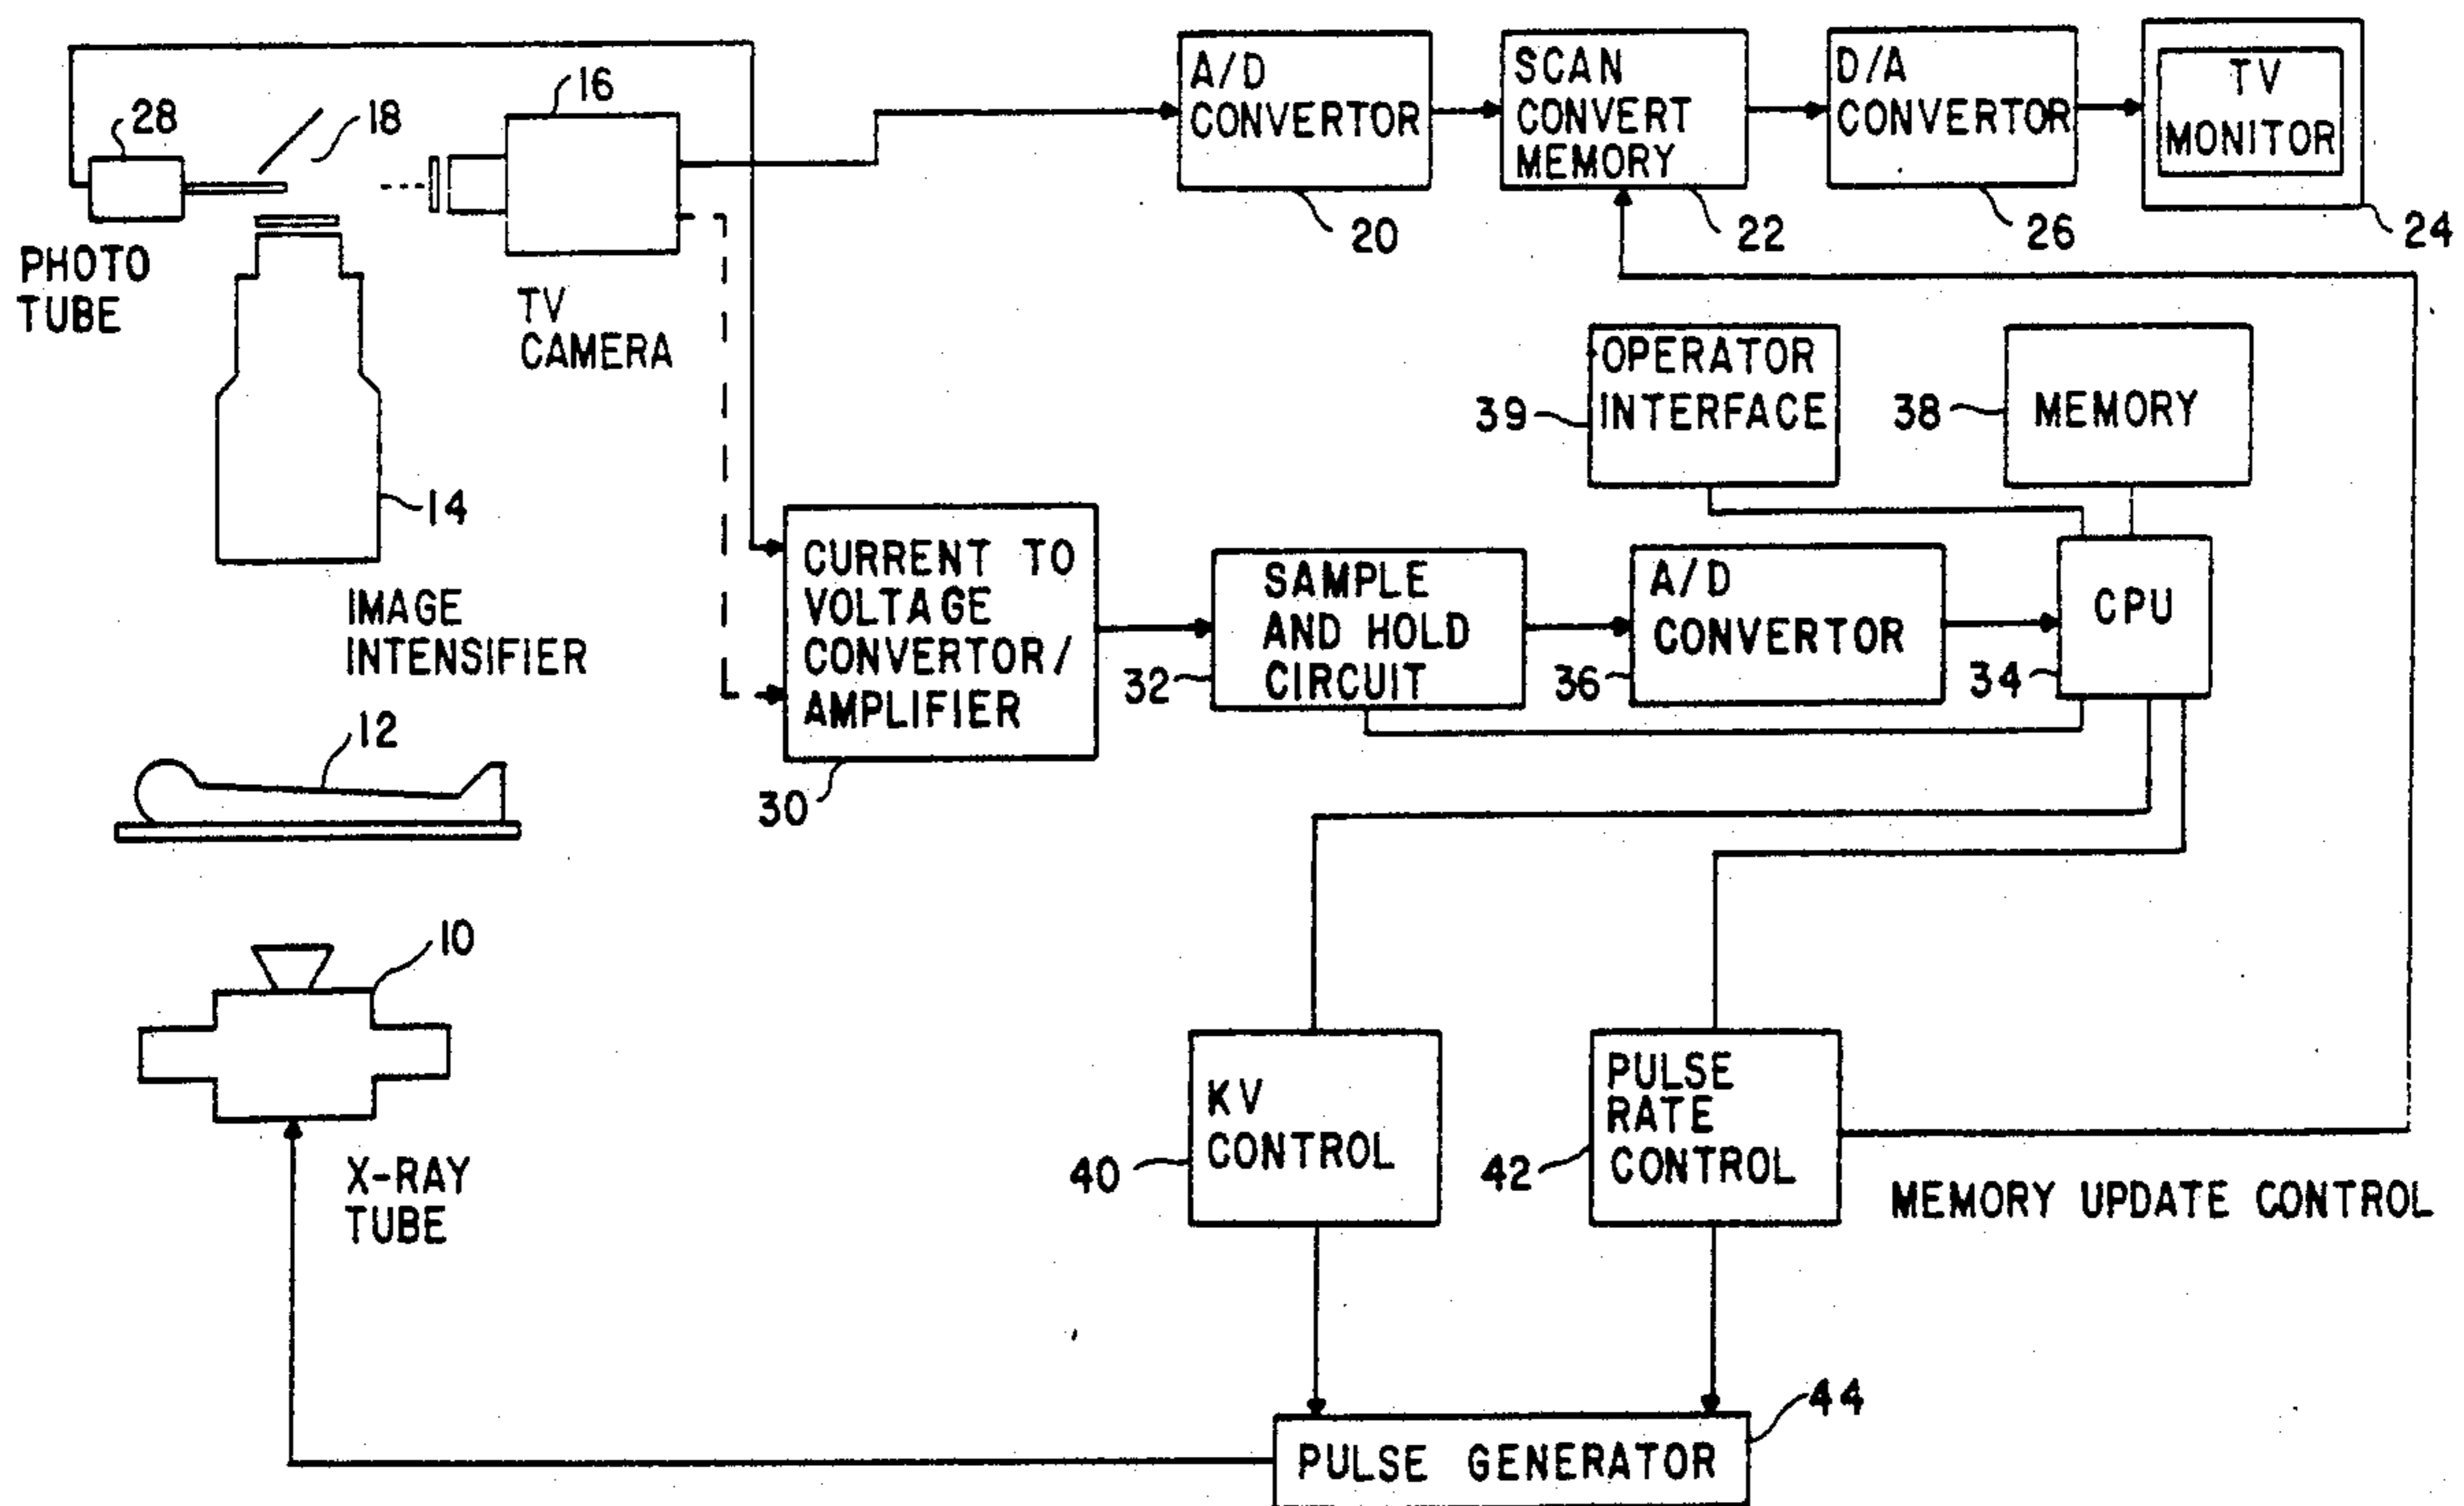 28
18
16
PHOTO
TUBE
TV
CAMERA
14
IMAGE
INTENSIFIER
12
10
X-RAY
TUBE
A/D
CONVERTOR
20
SCAN
CONVERT
MEMORY
22
D/A
CONVERTOR
26
TV
MONITOR
24
OPERATOR
INTERFACE
39
MEMORY
38
CURRENT TO
VOLTAGE
CONVERTOR/
AMPLIFIER
30
SAMPLE
AND HOLD
CIRCUIT
32
A/D
CONVERTOR
36
CPU
34
KV
CONTROL
40
PULSE
RATE
CONTROL
42
MEMORY UPDATE CONTROL
PULSE GENERATOR
44